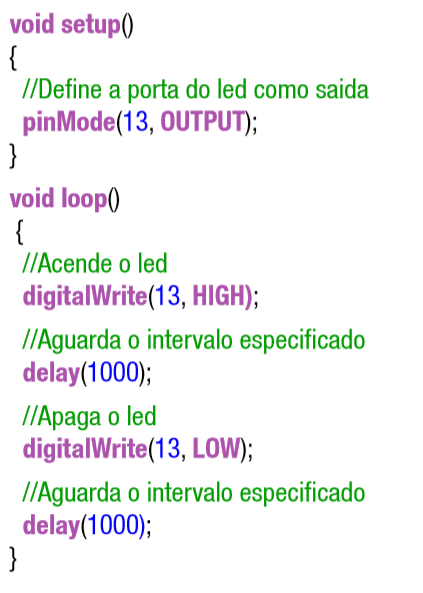 void setup()
{
//Define a porta do led como saida
pinMode(13, OUTPUT);
}
void loop()
{
//Acende o led
digitalWrite(13, HIGH);
//Aguarda o intervalo especificado
delay(1000);
//Apaga o led
digitalWrite(13, LOW);
//Aguarda o intervalo especificado
delay(1000);
}